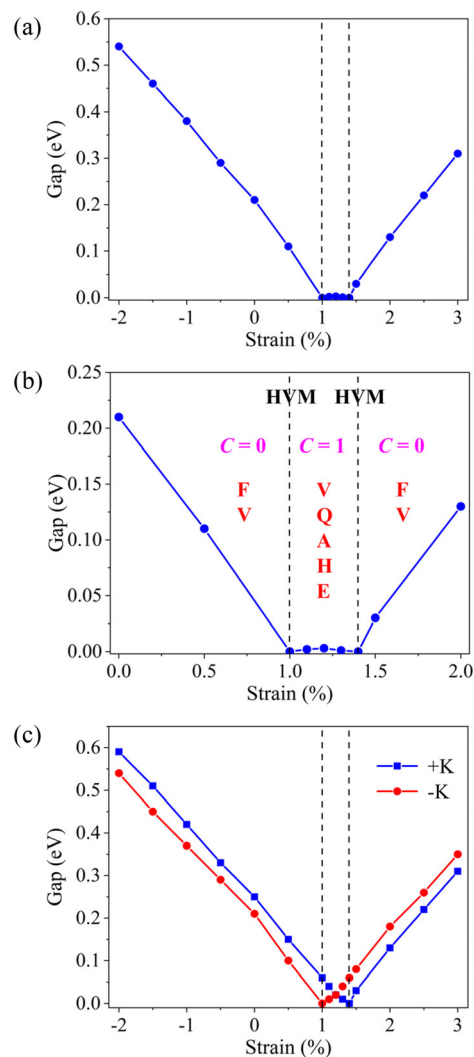 (a)
Gap (eV)
0.6
0.5
0.4
0.3
0.2
0.1
0.0
-2 -1 0 1 2 3
Strain (%)
(b)
Gap (eV)
0.25
0.20
0.15
0.10
0.05
0.00
HVM HVM
C = 0 C = 1 C = 0
F
V
V
Q
A
H
E
F
V
0.0 0.5 1.0 1.5 2.0
Strain (%)
(c)
Gap (eV)
0.6
0.5
0.4
0.3
0.2
0.1
0.0
+K
-K
-2 -1 0 1 2 3
Strain (%)